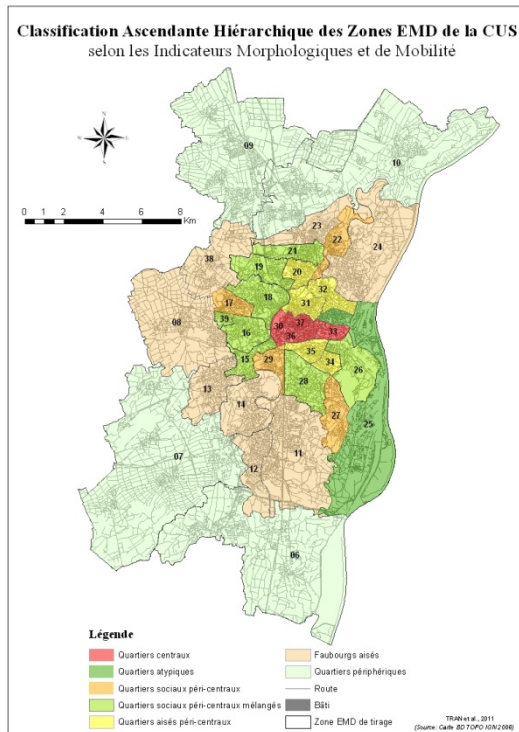 Classification Ascendante Hiérarchique des Zones EMD de la CUS
selon les Indicateurs Morphologiques et de Mobilité
N
W
E
S
0 1 2 4 6 8
Km
09
10
23
22
24
21
38
19
20
32
18
31
17
37
08
39
30
33
16
36
35
29
34
15
26
13
28
14
27
25
07
11
12
06
Légende
Quartiers centraux
Quartiers atypiques
Quartiers sociaux péri-centraux
Quartiers sociaux péri-centraux mélangés
Quartiers aisés péri-centraux
Faubourgs aisés
Quartiers périphériques
Route
Bâti
Zone EMD de tirage
TRAN et al., 2011
(Source: Carte BD TOPO IGN 2006)